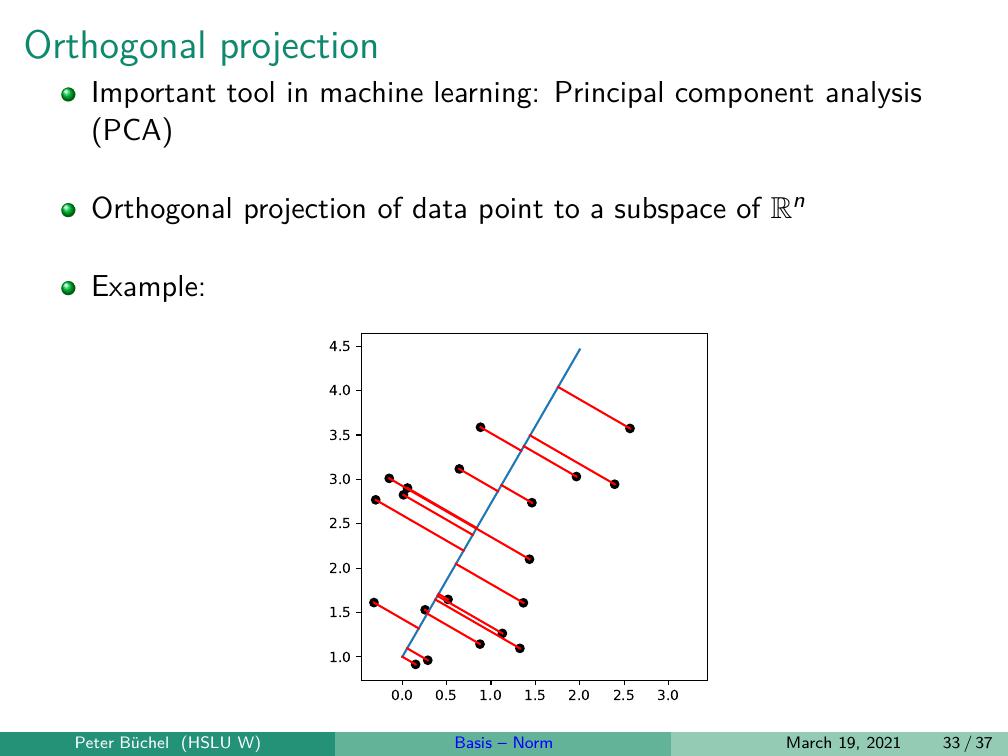 Orthogonal projection
Important tool in machine learning: Principal component analysis
(PCA)
Orthogonal projection of data point to a subspace of ℝⁿ
Example:
4.5
4.0
3.5
3.0
2.5
2.0
1.5
1.0
0.0 0.5 1.0 1.5 2.0 2.5 3.0
Peter Büchel (HSLU W) Basis – Norm March 19, 2021 33 / 37